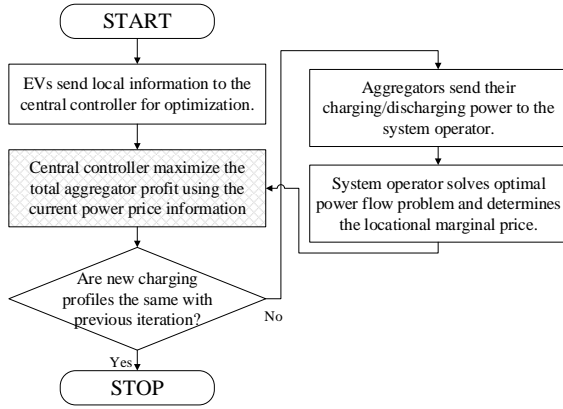 START
EVs send local information to the
central controller for optimization.
Central controller maximize the
total aggregator profit using the
current power price information
Are new charging
profiles the same with
previous iteration?
No
Yes
STOP
Aggregators send their
charging/discharging power to the
system operator.
System operator solves optimal
power flow problem and determines
the locational marginal price.